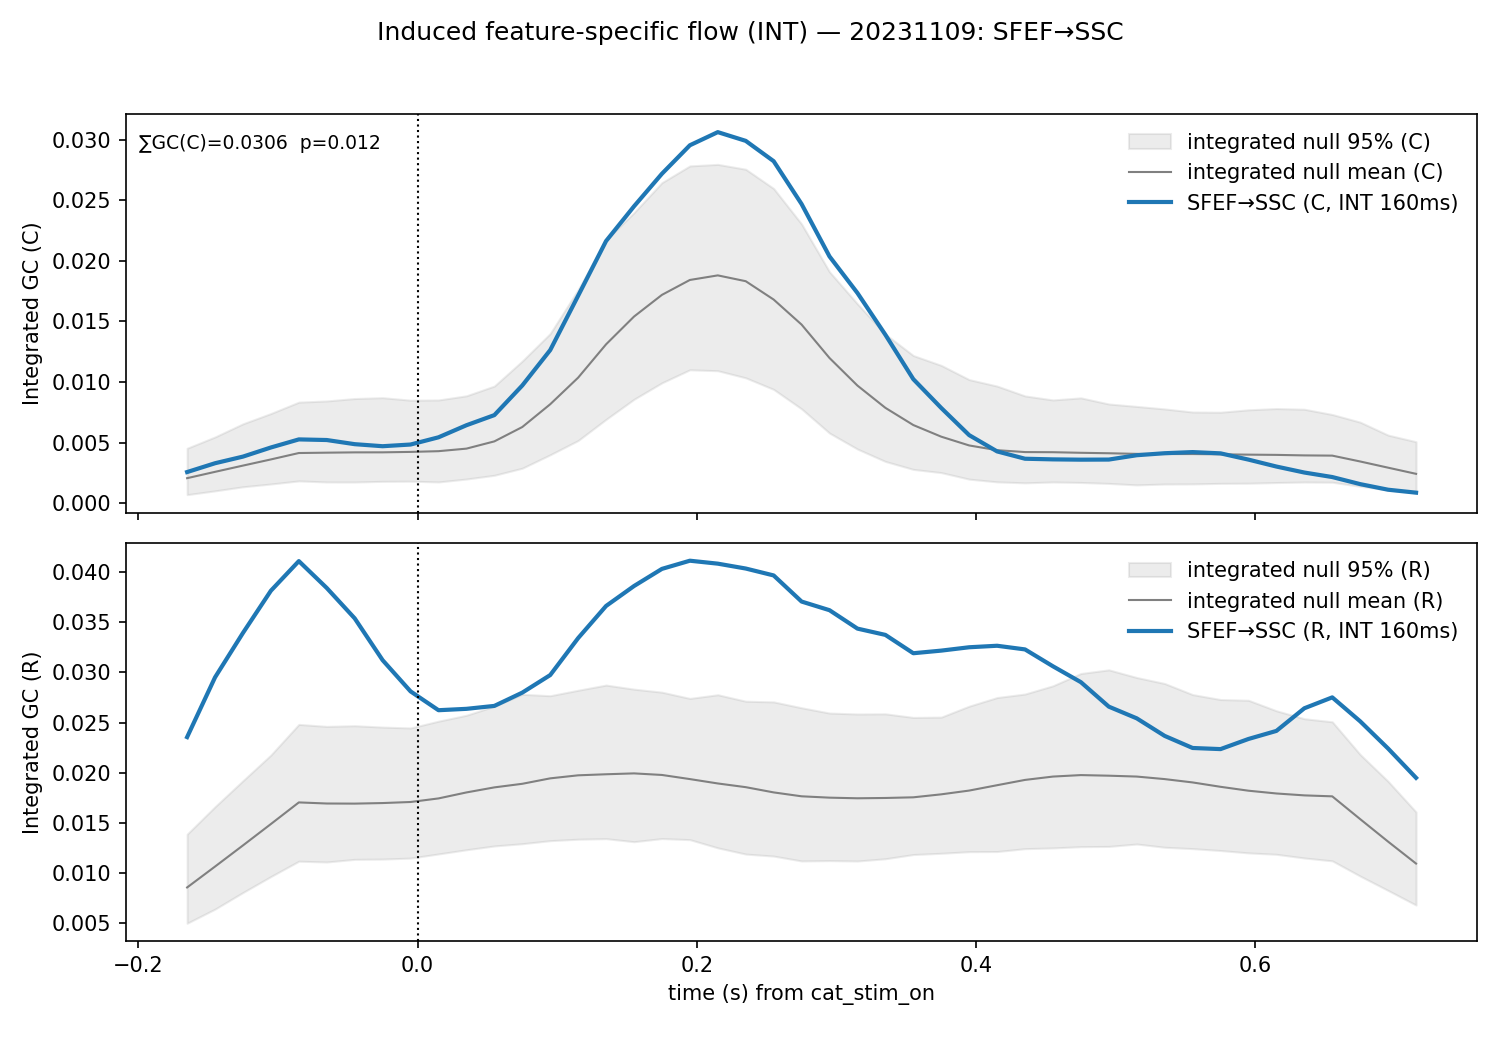 Induced feature-specific flow (INT) — 20231109: SFEF→SSC
∑GC(C)=0.0306  p=0.012
integrated null 95% (C)
integrated null mean (C)
SFEF→SSC (C, INT 160ms)
Integrated GC (C)
0.030
0.025
0.020
0.015
0.010
0.005
0.000
integrated null 95% (R)
integrated null mean (R)
SFEF→SSC (R, INT 160ms)
Integrated GC (R)
0.040
0.035
0.030
0.025
0.020
0.015
0.010
0.005
−0.2
0.0
0.2
0.4
0.6
time (s) from cat_stim_on